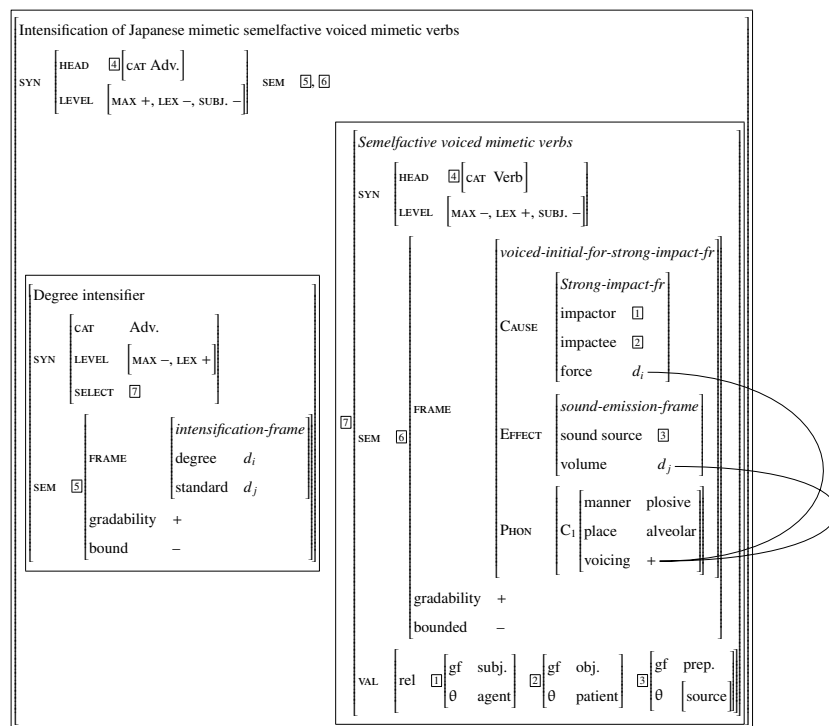 Intensification of Japanese mimetic semelfactive voiced mimetic verbs
SYN HEAD 4 [CAT Adv.] SEM 5, 6
LEVEL [MAX +, LEX –, SUBJ. –]
Semelfactive voiced mimetic verbs
SYN HEAD 4 [CAT Verb]
LEVEL [MAX –, LEX +, SUBJ. –]
7 SEM 6 FRAME
voiced-initial-for-strong-impact-fr
CAUSE
Strong-impact-fr
impactor 1
impactee 2
force d_i
EFFECT
sound-emission-frame
sound source 3
volume d_j
PHON C1
manner plosive
place alveolar
voicing +
gradability +
bounded –
VAL rel 1 gf subj. 2 gf obj. 3 gf prep.
θ agent θ patient θ [source]
Degree intensifier
SYN CAT Adv.
LEVEL [MAX –, LEX +]
SELECT 7
SEM 5 FRAME
intensification-frame
degree d_i
standard d_j
gradability +
bound –